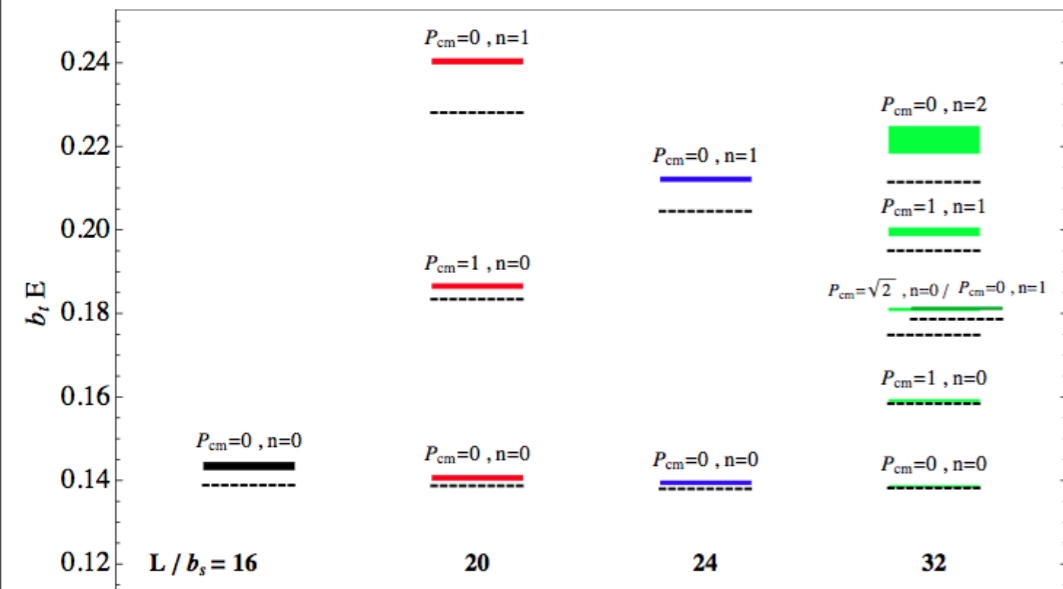 P_cm=0 , n=1
0.24
P_cm=0 , n=2
0.22
P_cm=0 , n=1
P_cm=1 , n=1
0.20
P_cm=1 , n=0
P_cm=√2 , n=0 / P_cm=0 , n=1
b_t E
0.18
P_cm=1 , n=0
0.16
P_cm=0 , n=0
P_cm=0 , n=0
P_cm=0 , n=0
P_cm=0 , n=0
0.14
0.12
L / b_s = 16 20 24 32